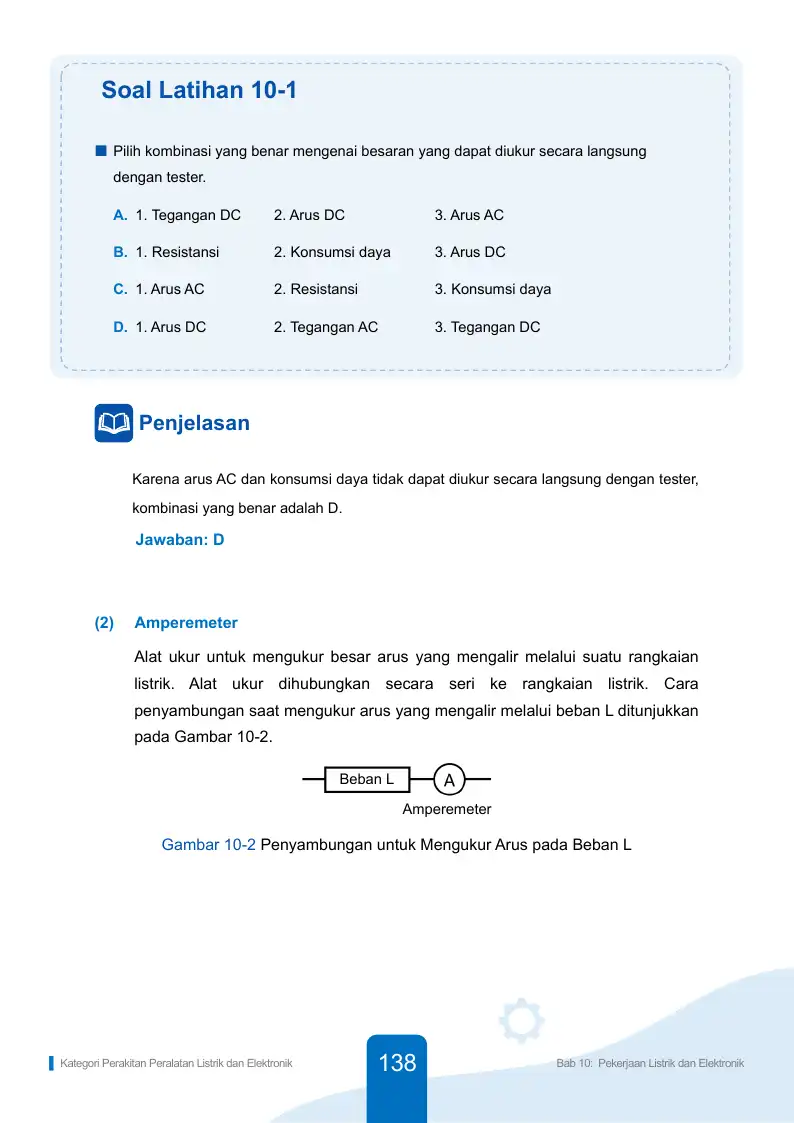 Soal Latihan 10-1
Pilih kombinasi yang benar mengenai besaran yang dapat diukur secara langsung
dengan tester.
A. 1. Tegangan DC 2. Arus DC 3. Arus AC
B. 1. Resistansi 2. Konsumsi daya 3. Arus DC
C. 1. Arus AC 2. Resistansi 3. Konsumsi daya
D. 1. Arus DC 2. Tegangan AC 3. Tegangan DC
Penjelasan
Karena arus AC dan konsumsi daya tidak dapat diukur secara langsung dengan tester,
kombinasi yang benar adalah D.
Jawaban: D
(2) Amperemeter
Alat ukur untuk mengukur besar arus yang mengalir melalui suatu rangkaian
listrik. Alat ukur dihubungkan secara seri ke rangkaian listrik. Cara
penyambungan saat mengukur arus yang mengalir melalui beban L ditunjukkan
pada Gambar 10-2.
Beban L A
Amperemeter
Gambar 10-2 Penyambungan untuk Mengukur Arus pada Beban L
Kategori Perakitan Peralatan Listrik dan Elektronik 138 Bab 10: Pekerjaan Listrik dan Elektronik